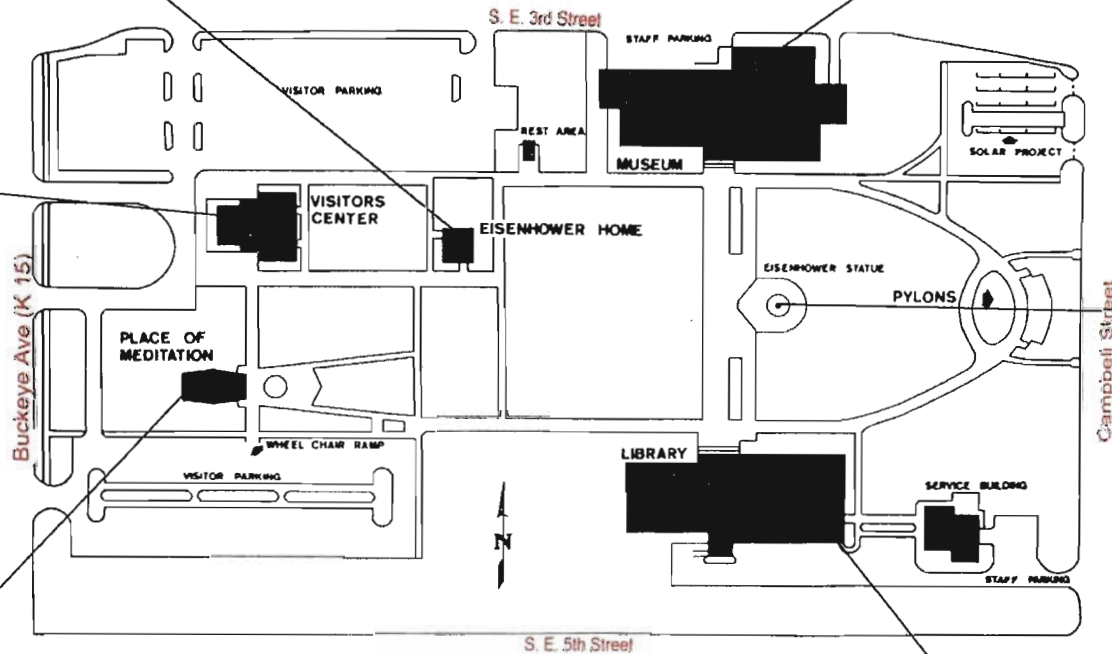 S. E. 3rd Street
STAFF PARKING
VISITOR PARKING
REST AREA
SOLAR PROJECT
MUSEUM
VISITORS
CENTER
EISENHOWER HOME
EISENHOWER STATUE
PYLONS
Buckeye Ave (K 15)
Campbell Street
PLACE OF
MEDITATION
WHEEL CHAIR RAMP
LIBRARY
VISITOR PARKING
SERVICE BUILDING
N
STAFF PARKING
S. E. 5th Street